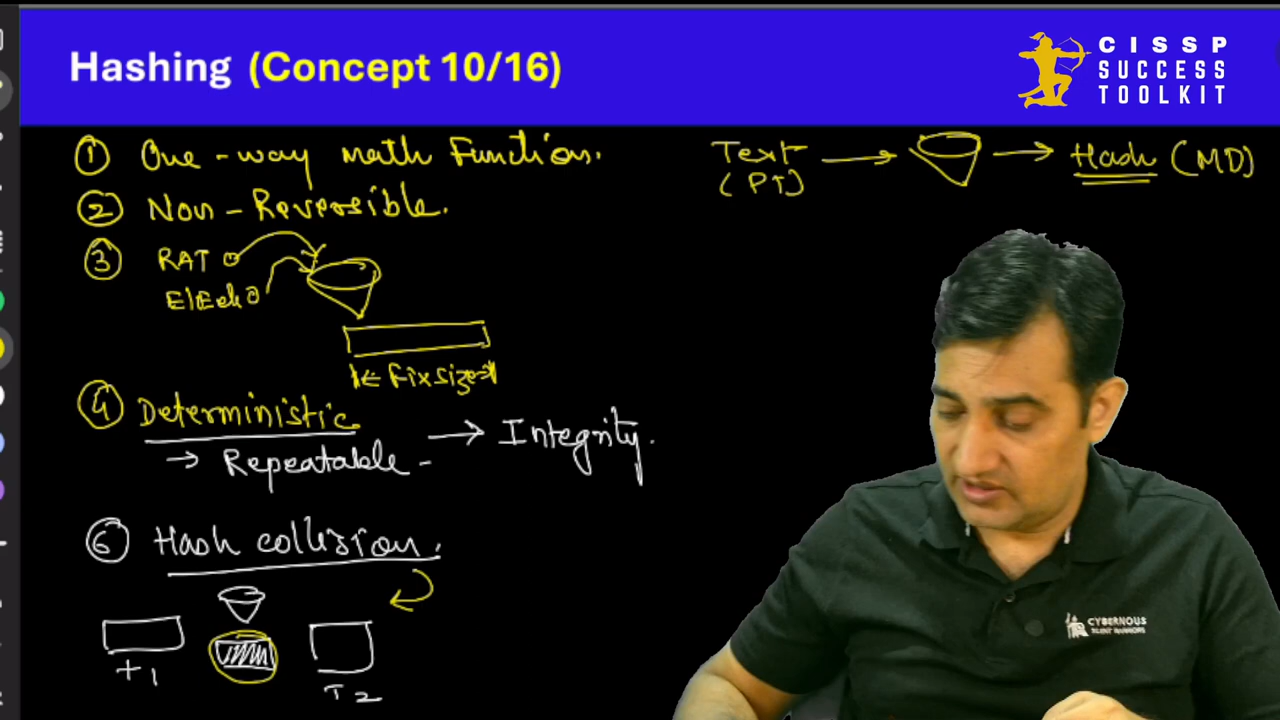 Hashing (Concept 10/16)
CISSP
SUCCESS
TOOLKIT
① One-way math Function.
Text → → Hash (MD)
(PT)
② Non-Reversible.
③ RAT
← Fix size →
④ Deterministic
→ Repeatable - → Integrity.
⑥ Hash collision.
T1
T2
CYBERNOUS